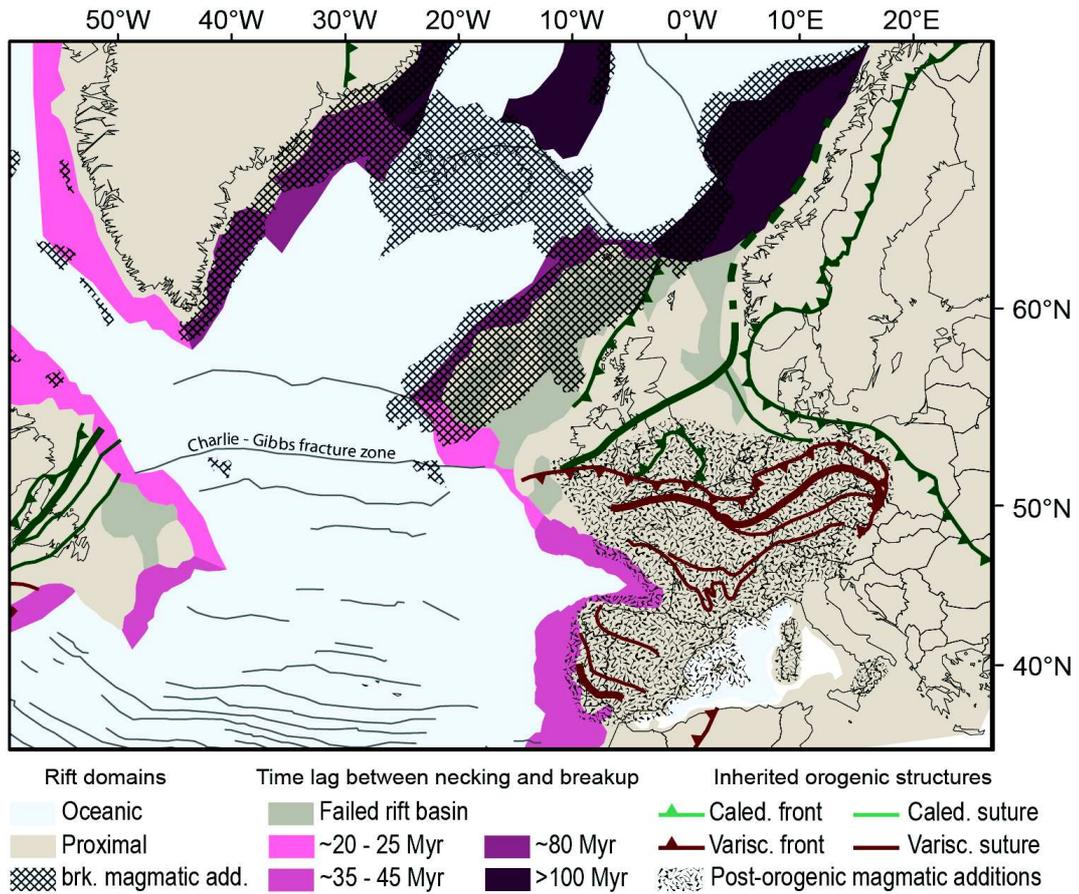 50°W 40°W 30°W 20°W 10°W 0°W 10°E 20°E
60°N
Charlie - Gibbs fracture zone
50°N
40°N
Rift domains
Time lag between necking and breakup
Inherited orogenic structures
Oceanic
Failed rift basin
Caled. front
Caled. suture
Proximal
~20 - 25 Myr
~80 Myr
Varisc. front
Varisc. suture
brk. magmatic add.
~35 - 45 Myr
>100 Myr
Post-orogenic magmatic additions